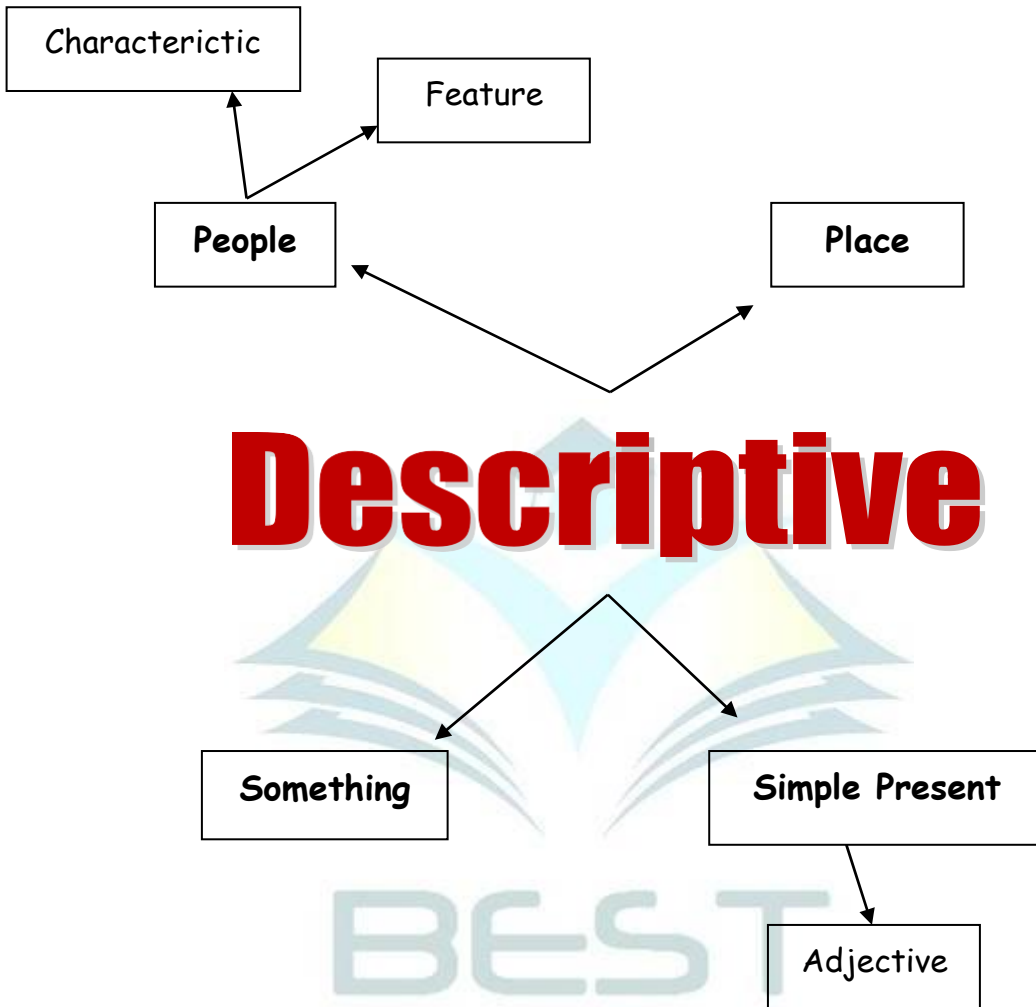 Characterictic
Feature
People
Place
Descriptive
Something
Simple Present
BEST
Adjective